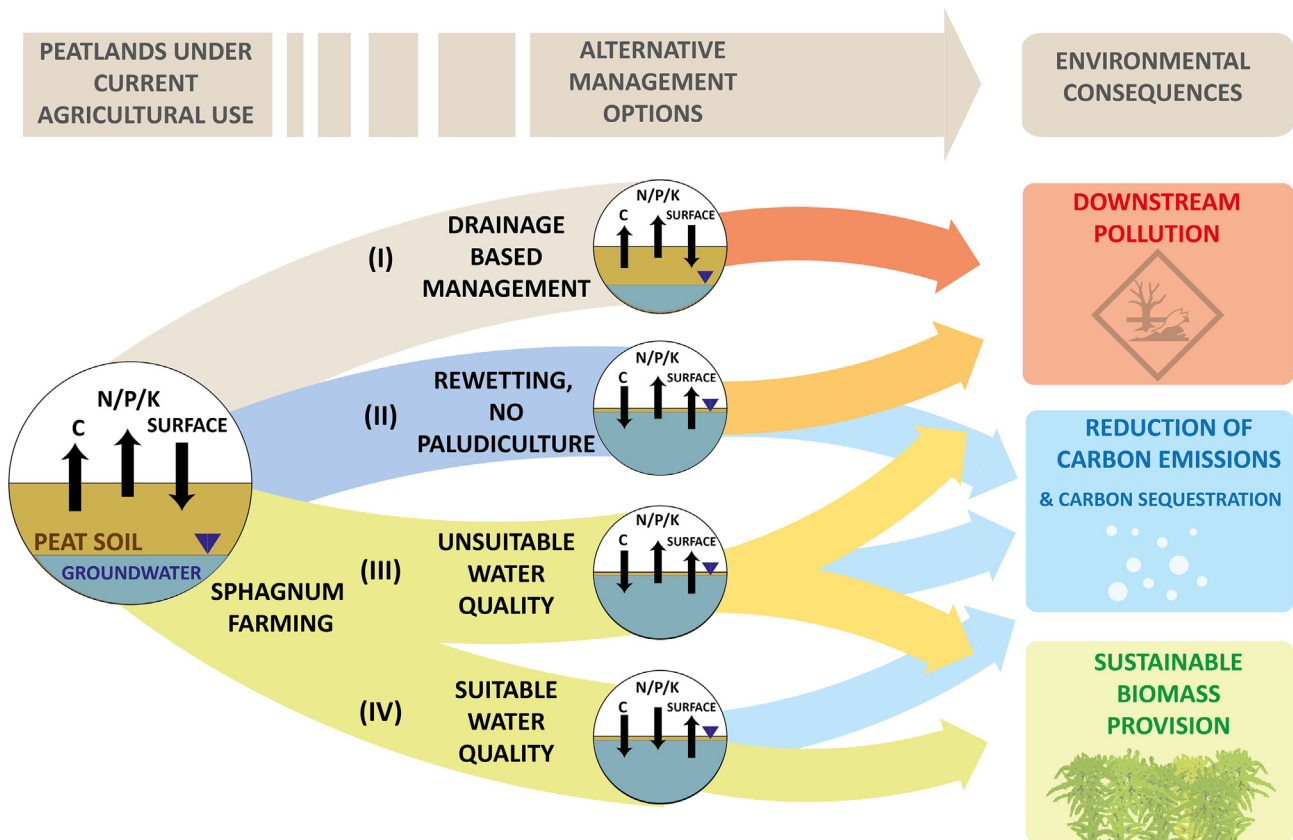 PEATLANDS UNDER
CURRENT
AGRICULTURAL USE
ALTERNATIVE
MANAGEMENT
OPTIONS
ENVIRONMENTAL
CONSEQUENCES
(I)
DRAINAGE
BASED
MANAGEMENT
N/P/K
C
SURFACE
DOWNSTREAM
POLLUTION
(II)
REWETTING,
NO
PALUDICULTURE
N/P/K
C
SURFACE
REDUCTION OF
CARBON EMISSIONS
& CARBON SEQUESTRATION
N/P/K
C
SURFACE
PEAT SOIL
GROUNDWATER
SPHAGNUM
FARMING
(III)
UNSUITABLE
WATER
QUALITY
N/P/K
C
SURFACE
(IV)
SUITABLE
WATER
QUALITY
N/P/K
C
SURFACE
SUSTAINABLE
BIOMASS
PROVISION